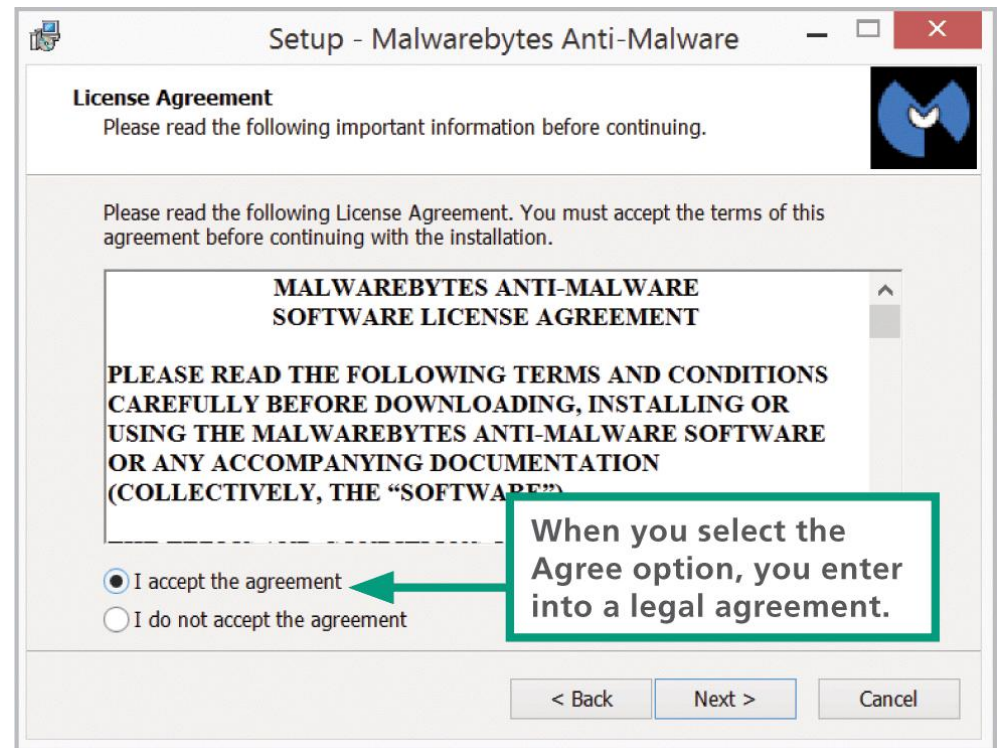 Setup - Malwarebytes Anti-Malware
License Agreement
Please read the following important information before continuing.
Please read the following License Agreement. You must accept the terms of this
agreement before continuing with the installation.
MALWAREBYTES ANTI-MALWARE
SOFTWARE LICENSE AGREEMENT
PLEASE READ THE FOLLOWING TERMS AND CONDITIONS
CAREFULLY BEFORE DOWNLOADING, INSTALLING OR
USING THE MALWAREBYTES ANTI-MALWARE SOFTWARE
OR ANY ACCOMPANYING DOCUMENTATION
(COLLECTIVELY, THE “SOFTWARE”)
When you select the
Agree option, you enter
into a legal agreement.
I accept the agreement
I do not accept the agreement
< Back Next > Cancel